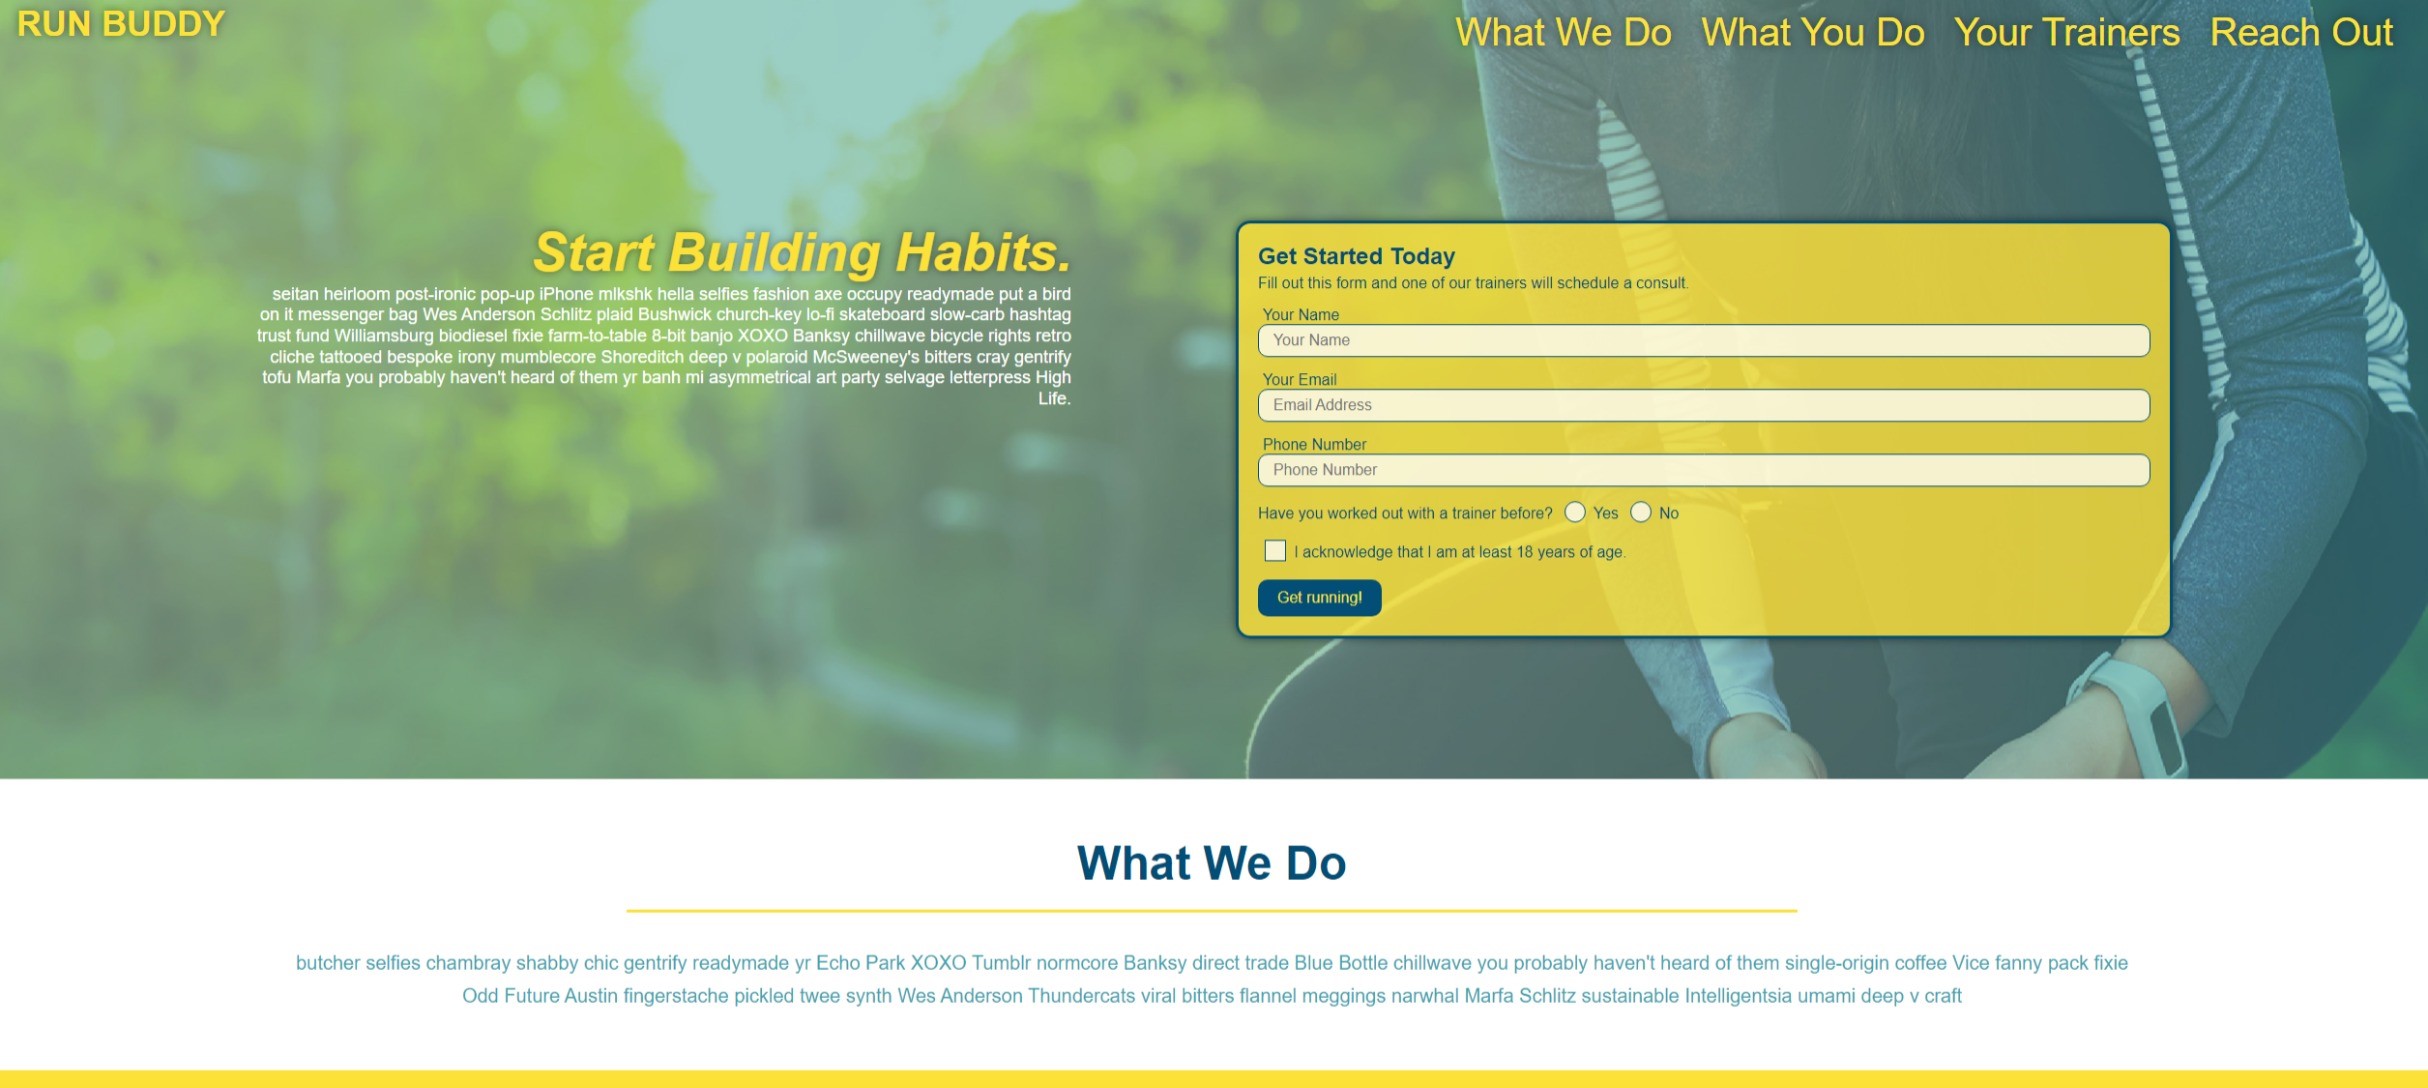 RUN BUDDY
What We Do What You Do Your Trainers Reach Out
Start Building Habits.
seitan heirloom post-ironic pop-up iPhone mlkshk hella selfies fashion axe occupy readymade put a bird
on it messenger bag Wes Anderson Schlitz plaid Bushwick church-key lo-fi skateboard slow-carb hashtag
trust fund Williamsburg biodiesel fixie farm-to-table 8-bit banjo XOXO Banksy chillwave bicycle rights retro
cliche tattooed bespoke irony mumblecore Shoreditch deep v polaroid McSweeney's bitters cray gentrify
tofu Marfa you probably haven't heard of them yr banh mi asymmetrical art party selvage letterpress High
Life.
Get Started Today
Fill out this form and one of our trainers will schedule a consult.
Your Name
Your Name
Your Email
Email Address
Phone Number
Phone Number
Have you worked out with a trainer before? Yes No
I acknowledge that I am at least 18 years of age.
Get running!
What We Do
butcher selfies chambray shabby chic gentrify readymade yr Echo Park XOXO Tumblr normcore Banksy direct trade Blue Bottle chillwave you probably haven't heard of them single-origin coffee Vice fanny pack fixie
Odd Future Austin fingerstache pickled twee synth Wes Anderson Thundercats viral bitters flannel meggings narwhal Marfa Schlitz sustainable Intelligentsia umami deep v craft